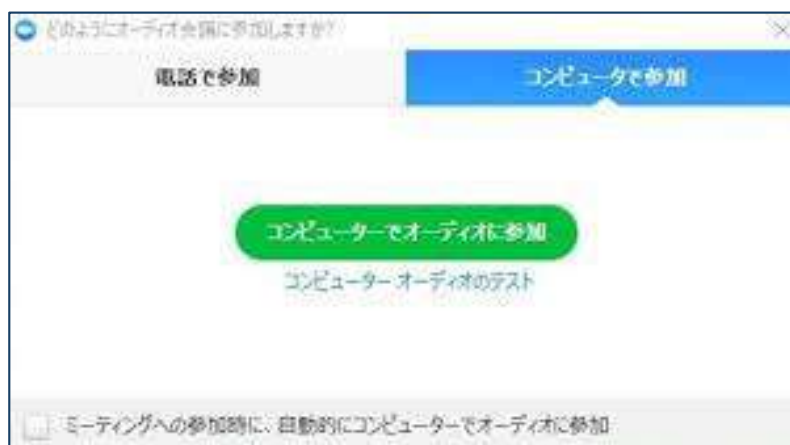 どのようにオーディオ会議に参加しますか?
電話で参加
コンピュータで参加
コンピューターでオーディオに参加
コンピューター オーディオのテスト
ミーティングへの参加時に、自動的にコンピューターでオーディオに参加